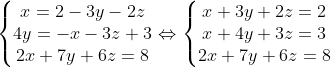 x = 2 − 3y − 2z ⇔ x + 3y + 2z = 2
4y = −x − 3z + 3 ⇔ x + 4y + 3z = 3
2x + 7y + 6z = 8 ⇔ 2x + 7y + 6z = 8